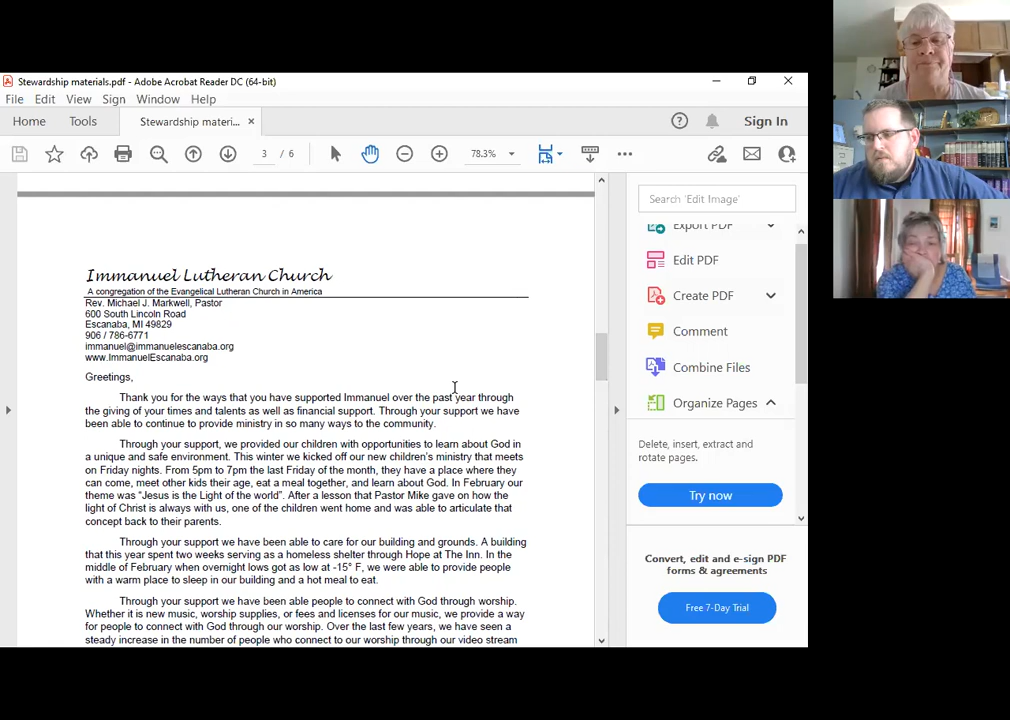 Stewardship materials.pdf - Adobe Acrobat Reader DC (64-bit)
File Edit View Sign Window Help
Home Tools Stewardship materi... × Sign In
3 / 6 78.3%
Search 'Edit Image'
Export PDF
Edit PDF
Create PDF
Comment
Combine Files
Organize Pages
Delete, insert, extract and
rotate pages.
Try now
Convert, edit and e-sign PDF
forms & agreements
Free 7-Day Trial
Immanuel Lutheran Church
A congregation of the Evangelical Lutheran Church in America
Rev. Michael J. Markwell, Pastor
600 South Lincoln Road
Escanaba, MI 49829
906 / 786-6771
immanuel@immanuelescanaba.org
www.ImmanuelEscanaba.org
Greetings,
Thank you for the ways that you have supported Immanuel over the past year through
the giving of your times and talents as well as financial support. Through your support we have
been able to continue to provide ministry in so many ways to the community.
Through your support, we provided our children with opportunities to learn about God in
a unique and safe environment. This winter we kicked off our new children's ministry that meets
on Friday nights. From 5pm to 7pm the last Friday of the month, they have a place where they
can come, meet other kids their age, eat a meal together, and learn about God. In February our
theme was "Jesus is the Light of the world". After a lesson that Pastor Mike gave on how the
light of Christ is always with us, one of the children went home and was able to articulate that
concept back to their parents.
Through your support we have been able to care for our building and grounds. A building
that this year spent two weeks serving as a homeless shelter through Hope at The Inn. In the
middle of February when overnight lows got as low at -15° F, we were able to provide people
with a warm place to sleep in our building and a hot meal to eat.
Through your support we have been able people to connect with God through worship.
Whether it is new music, worship supplies, or fees and licenses for our music, we provide a way
for people to connect with God through our worship. Over the last few years, we have seen a
steady increase in the number of people who connect to our worship through our video stream